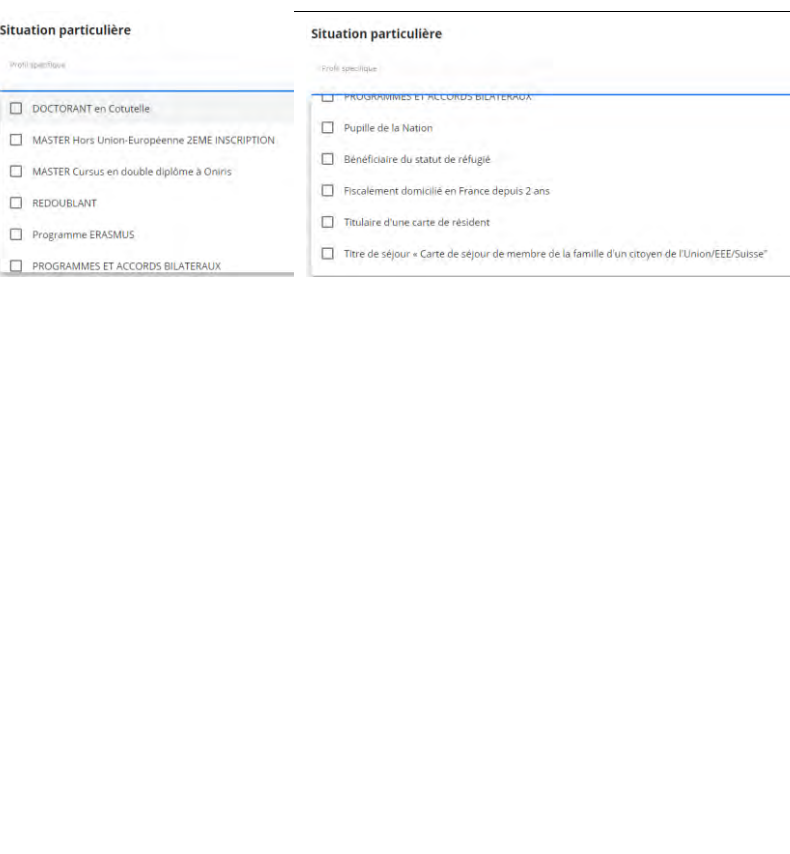 Situation particulière
Profil spécifique
DOCTORANT en Cotutelle
MASTER Hors Union-Européenne 2EME INSCRIPTION
MASTER Cursus en double diplôme à Oniris
REDOUBLANT
Programme ERASMUS
PROGRAMMES ET ACCORDS BILATERAUX
Situation particulière
Profil spécifique
PROGRAMMES ET ACCORDS BILATERAUX
Pupille de la Nation
Bénéficiaire du statut de réfugié
Fiscalement domicilié en France depuis 2 ans
Titulaire d'une carte de résident
Titre de séjour « Carte de séjour de membre de la famille d'un citoyen de l'Union/EEE/Suisse"